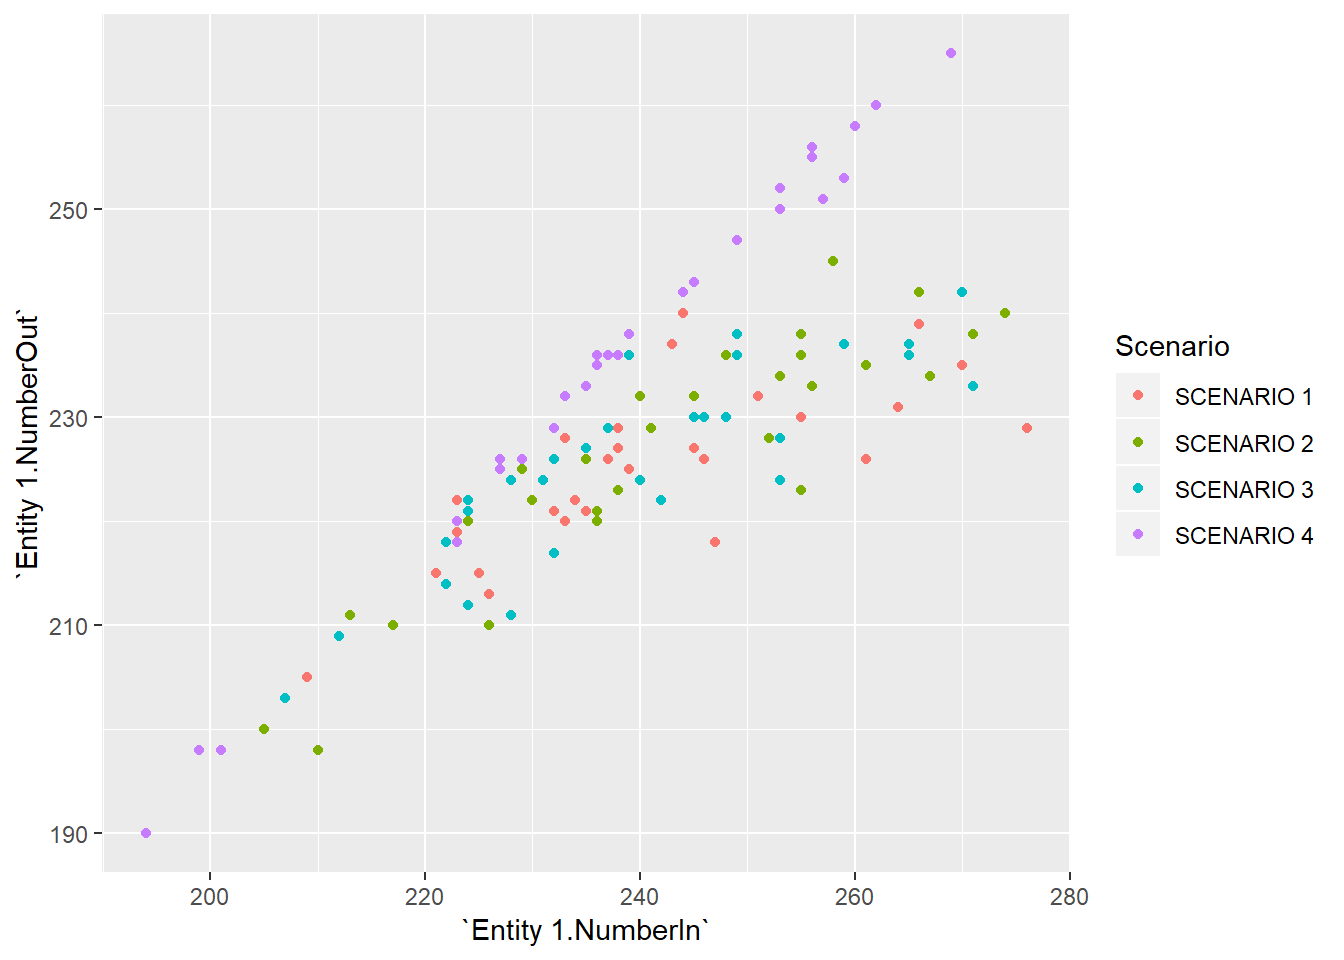 250
230
210
190
200
220
240
260
280
`Entity 1.NumberIn`
`Entity 1.NumberOut`
Scenario
SCENARIO 1
SCENARIO 2
SCENARIO 3
SCENARIO 4